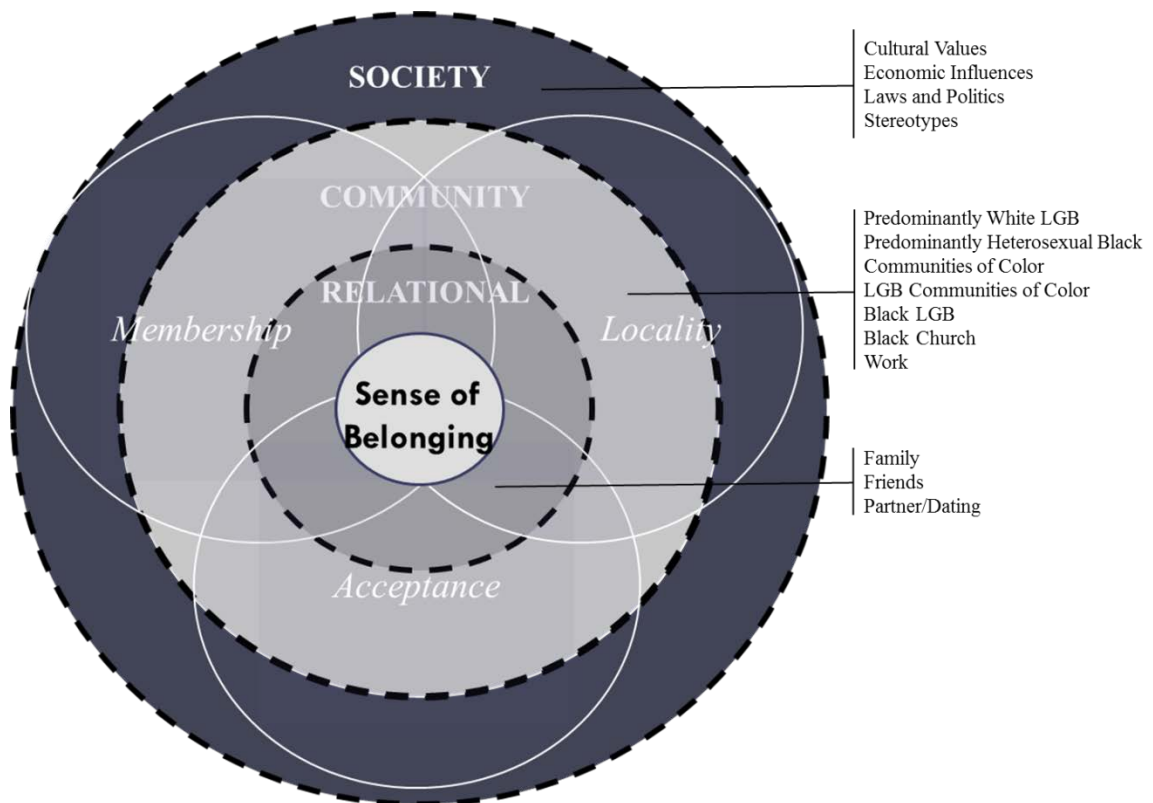 SOCIETY
COMMUNITY
RELATIONAL
Membership
Locality
Sense of
Belonging
Acceptance
Cultural Values
Economic Influences
Laws and Politics
Stereotypes
Predominantly White LGB
Predominantly Heterosexual Black
Communities of Color
LGB Communities of Color
Black LGB
Black Church
Work
Family
Friends
Partner/Dating